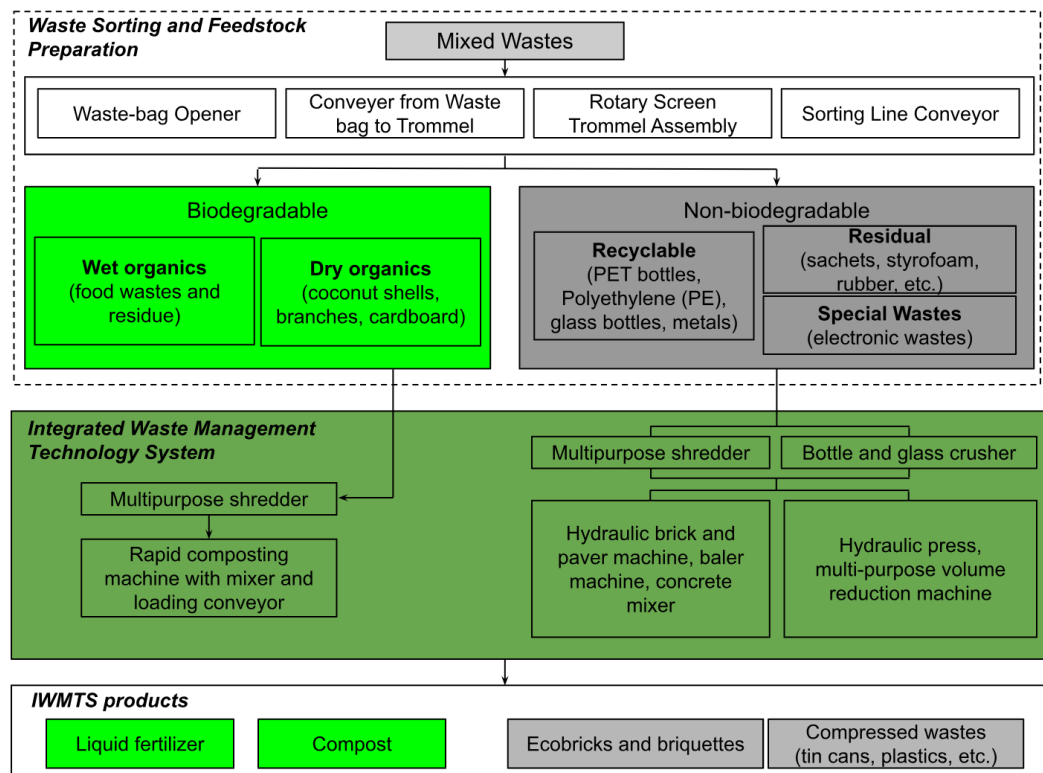 Waste Sorting and Feedstock
Preparation
Mixed Wastes
Waste-bag Opener
Conveyer from Waste
bag to Trommel
Rotary Screen
Trommel Assembly
Sorting Line Conveyor
Biodegradable
Wet organics
(food wastes and
residue)
Dry organics
(coconut shells,
branches, cardboard)
Non-biodegradable
Recyclable
(PET bottles,
Polyethylene (PE),
glass bottles, metals)
Residual
(sachets, styrofoam,
rubber, etc.)
Special Wastes
(electronic wastes)
Integrated Waste Management
Technology System
Multipurpose shredder
Rapid composting
machine with mixer and
loading conveyor
Multipurpose shredder
Bottle and glass crusher
Hydraulic brick and
paver machine, baler
machine, concrete
mixer
Hydraulic press,
multi-purpose volume
reduction machine
IWMTS products
Liquid fertilizer
Compost
Ecobricks and briquettes
Compressed wastes
(tin cans, plastics, etc.)